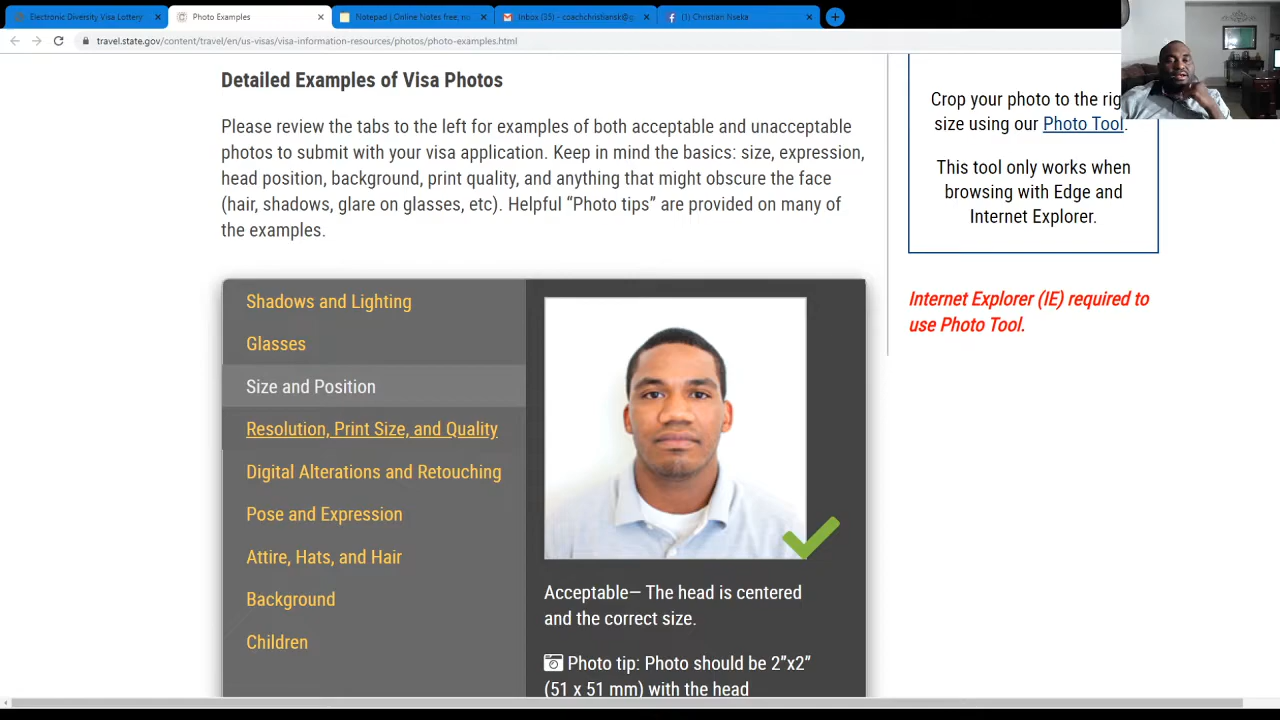 Electronic Diversity Visa Lottery
Photo Examples
Notepad | Online Notes free, no
Inbox (35) - coachchristiansk@g
(1) Christian Nseka
travel.state.gov/content/travel/en/us-visas/visa-information-resources/photos/photo-examples.html
Detailed Examples of Visa Photos
Please review the tabs to the left for examples of both acceptable and unacceptable
photos to submit with your visa application. Keep in mind the basics: size, expression,
head position, background, print quality, and anything that might obscure the face
(hair, shadows, glare on glasses, etc). Helpful “Photo tips” are provided on many of
the examples.
Shadows and Lighting
Glasses
Size and Position
Resolution, Print Size, and Quality
Digital Alterations and Retouching
Pose and Expression
Attire, Hats, and Hair
Background
Children
Acceptable— The head is centered
and the correct size.
Photo tip: Photo should be 2”x2”
(51 x 51 mm) with the head
Crop your photo to the rig
size using our Photo Tool.
This tool only works when
browsing with Edge and
Internet Explorer.
Internet Explorer (IE) required to
use Photo Tool.